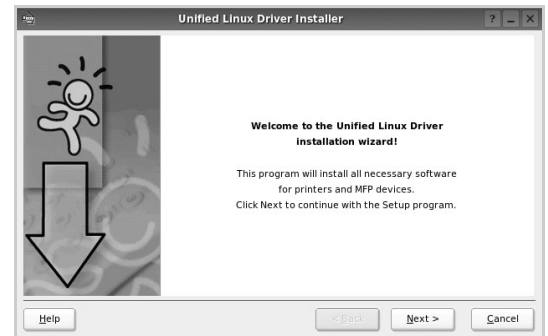 Unified Linux Driver Installer
Welcome to the Unified Linux Driver
installation wizard!
This program will install all necessary software
for printers and MFP devices.
Click Next to continue with the Setup program.
Help
< Back
Next >
Cancel